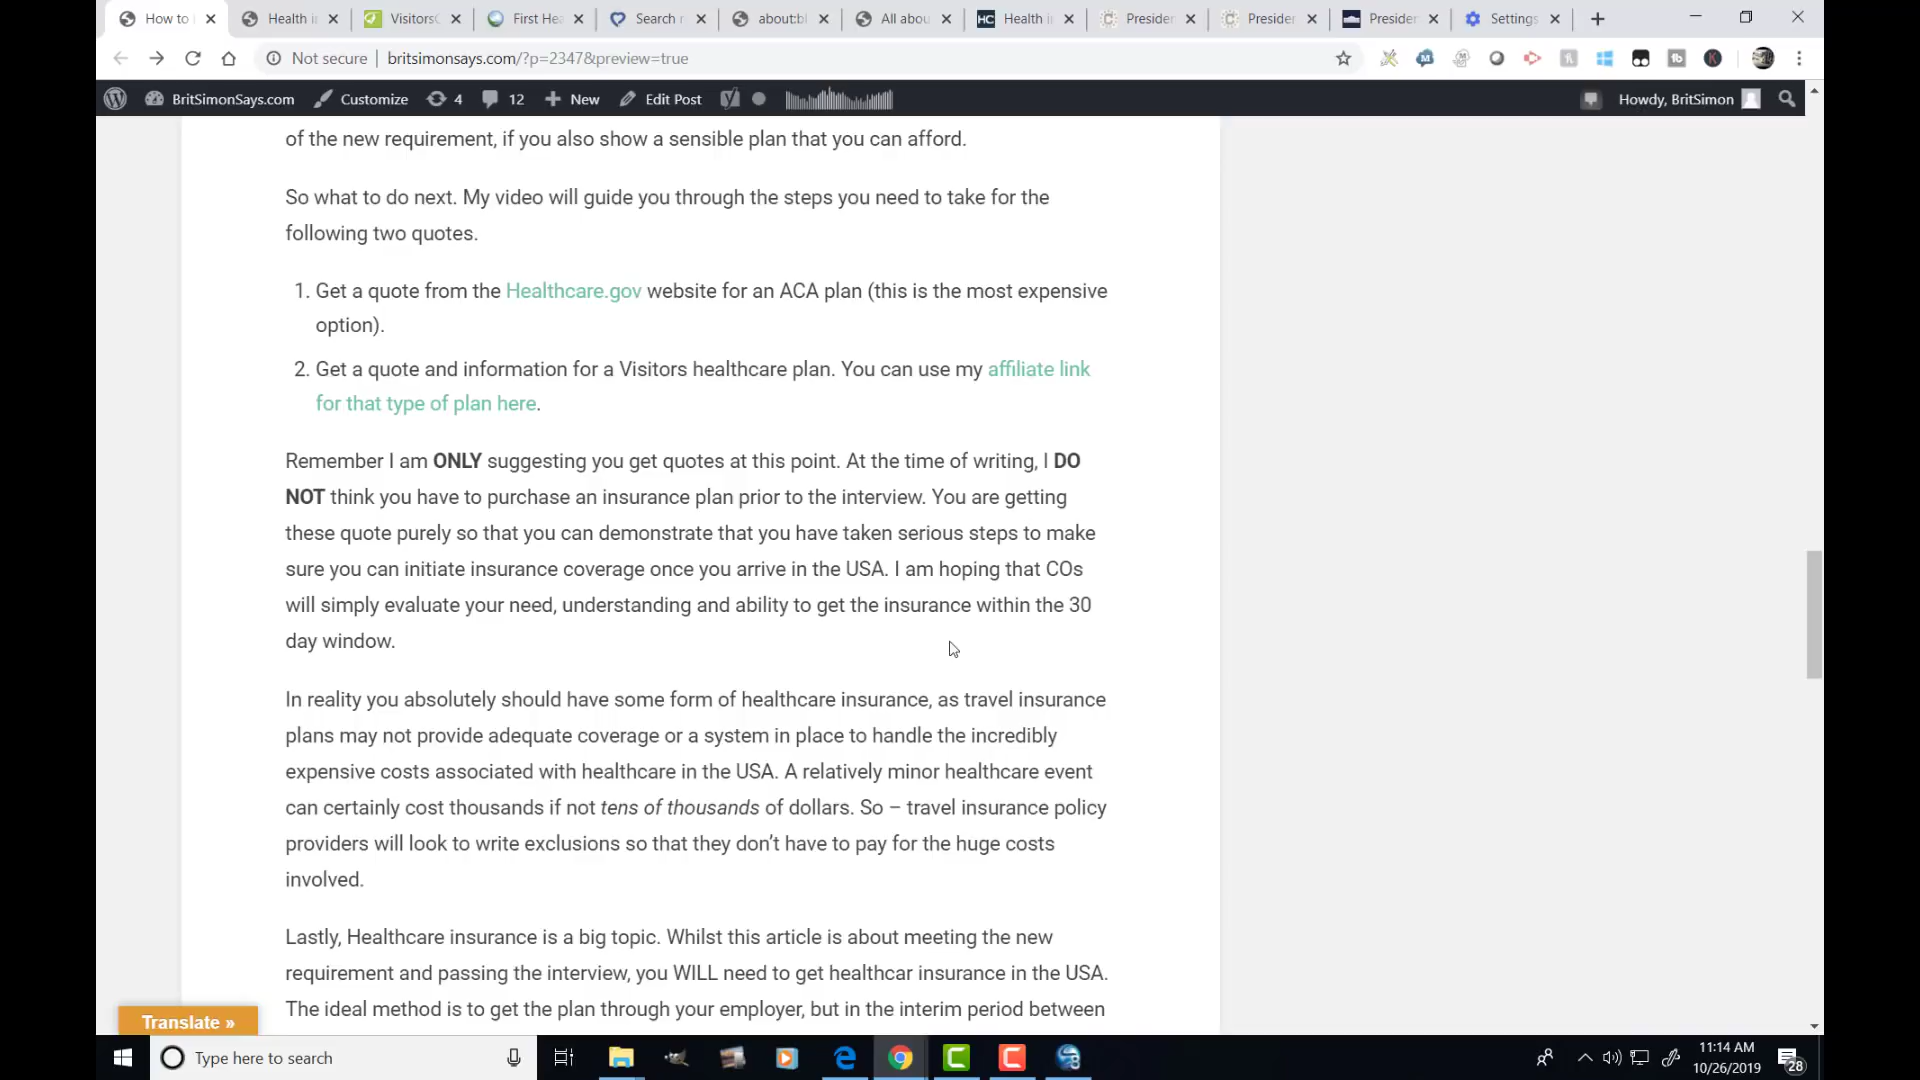 How to
Health i
Visitors
First Hea
Search
about:b
All abou
Health i
Presiden
Presiden
Presiden
Settings
Not secure
britsimonsays.com/?p=2347&preview=true
BritSimonSays.com
Customize
4
12
New
Edit Post
Howdy, BritSimon
of the new requirement, if you also show a sensible plan that you can afford.
So what to do next. My video will guide you through the steps you need to take for the
following two quotes.
1. Get a quote from the Healthcare.gov website for an ACA plan (this is the most expensive
option).
2. Get a quote and information for a Visitors healthcare plan. You can use my affiliate link
for that type of plan here.
Remember I am ONLY suggesting you get quotes at this point. At the time of writing, I DO
NOT think you have to purchase an insurance plan prior to the interview. You are getting
these quote purely so that you can demonstrate that you have taken serious steps to make
sure you can initiate insurance coverage once you arrive in the USA. I am hoping that COs
will simply evaluate your need, understanding and ability to get the insurance within the 30
day window.
In reality you absolutely should have some form of healthcare insurance, as travel insurance
plans may not provide adequate coverage or a system in place to handle the incredibly
expensive costs associated with healthcare in the USA. A relatively minor healthcare event
can certainly cost thousands if not tens of thousands of dollars. So – travel insurance policy
providers will look to write exclusions so that they don’t have to pay for the huge costs
involved.
Lastly, Healthcare insurance is a big topic. Whilst this article is about meeting the new
requirement and passing the interview, you WILL need to get healthcar insurance in the USA.
The ideal method is to get the plan through your employer, but in the interim period between
Translate »
Type here to search
11:14 AM
10/26/2019
28